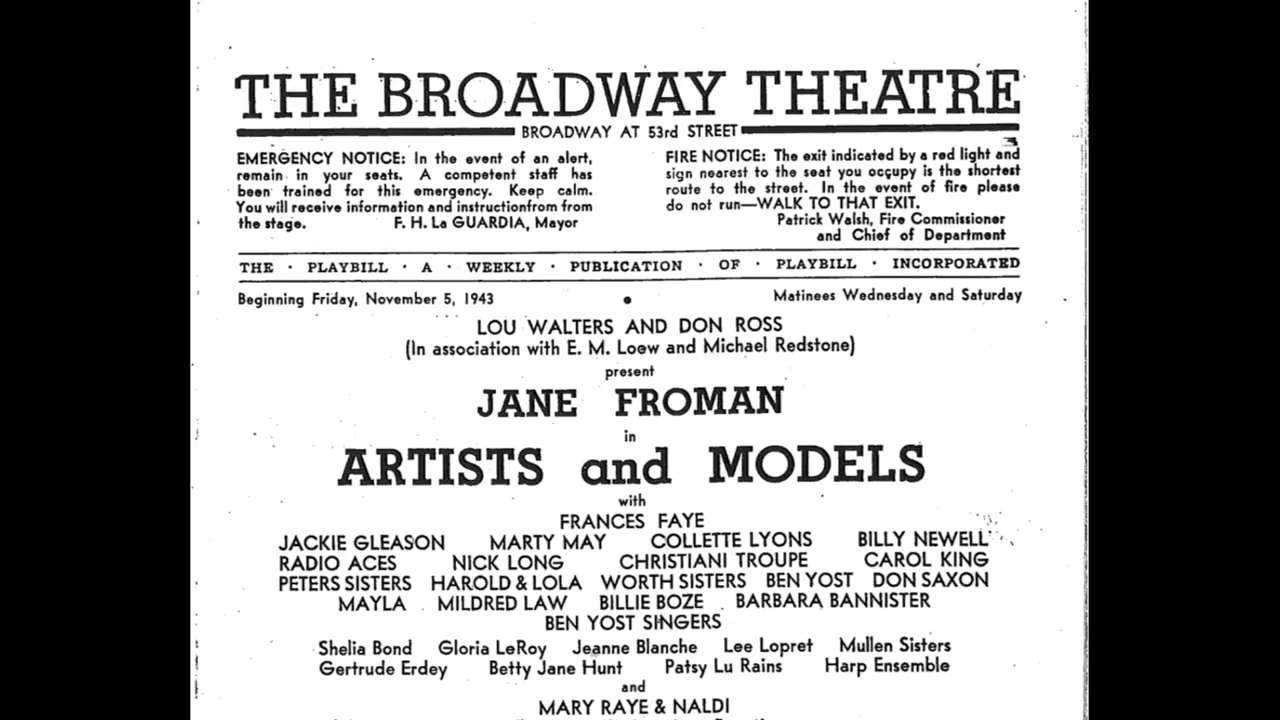 THE BROADWAY THEATRE
BROADWAY AT 53rd STREET
EMERGENCY NOTICE: In the event of an alert,
remain in your seats. A competent staff has
been trained for this emergency. Keep calm.
You will receive information and instructionfrom from
the stage. F. H. La GUARDIA, Mayor
FIRE NOTICE: The exit indicated by a red light and
sign nearest to the seat you occupy is the shortest
route to the street. In the event of fire please
do not run—WALK TO THAT EXIT.
Patrick Walsh, Fire Commissioner
and Chief of Department
THE · PLAYBILL · A · WEEKLY · PUBLICATION · OF · PLAYBILL · INCORPORATED
Beginning Friday, November 5, 1943 • Matinees Wednesday and Saturday
LOU WALTERS AND DON ROSS
(In association with E. M. Loew and Michael Redstone)
present
JANE FROMAN
in
ARTISTS and MODELS
with
FRANCES FAYE
JACKIE GLEASON MARTY MAY COLLETTE LYONS BILLY NEWELL
RADIO ACES NICK LONG CHRISTIANI TROUPE CAROL KING
PETERS SISTERS HAROLD & LOLA WORTH SISTERS BEN YOST DON SAXON
MAYLA MILDRED LAW BILLIE BOZE BARBARA BANNISTER
BEN YOST SINGERS
Shelia Bond Gloria LeRoy Jeanne Blanche Lee Lopret Mullen Sisters
Gertrude Erdey Betty Jane Hunt Patsy Lu Rains Harp Ensemble
and
MARY RAYE & NALDI